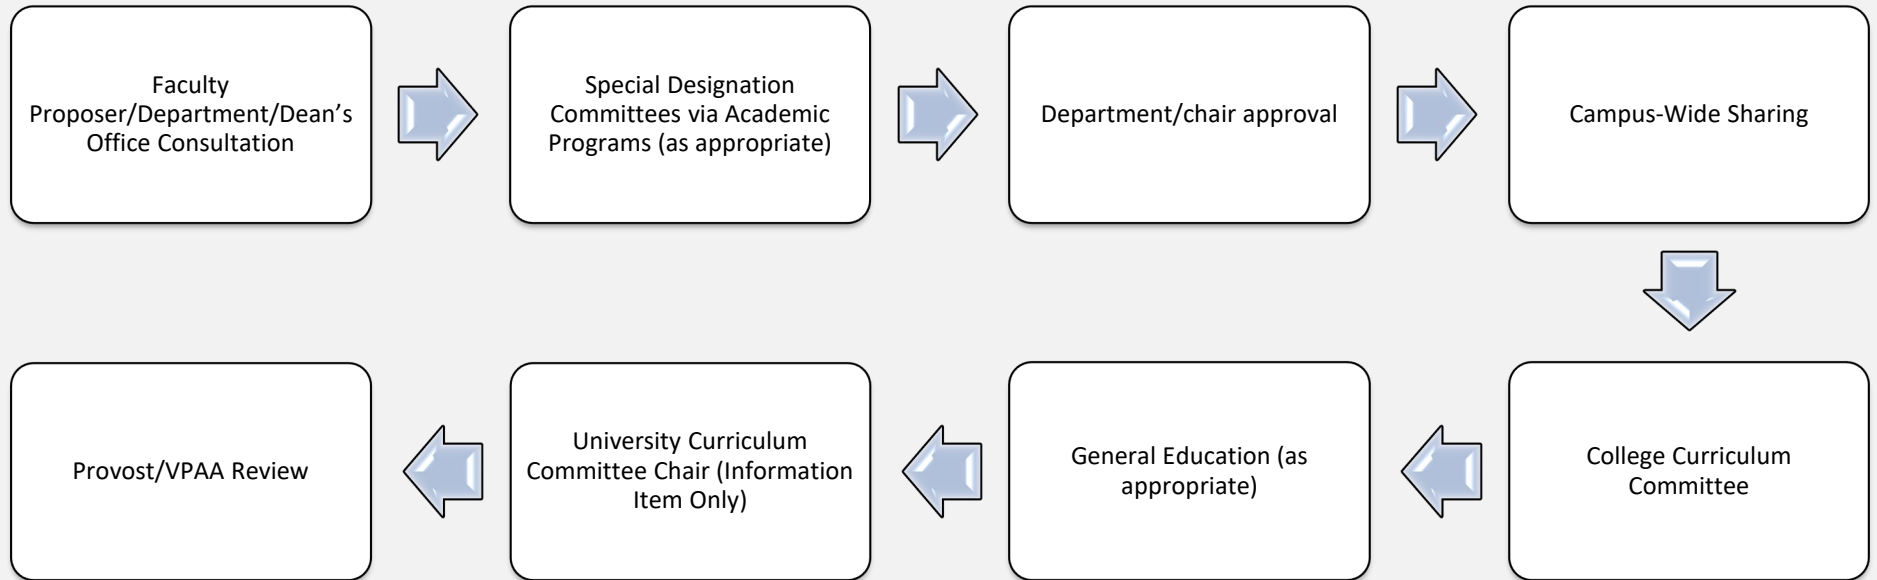 Faculty
Proposer/Department/Dean’s
Office Consultation
Special Designation
Committees via Academic
Programs (as appropriate)
Department/chair approval
Campus-Wide Sharing
College Curriculum
Committee
General Education (as
appropriate)
University Curriculum
Committee Chair (Information
Item Only)
Provost/VPAA Review